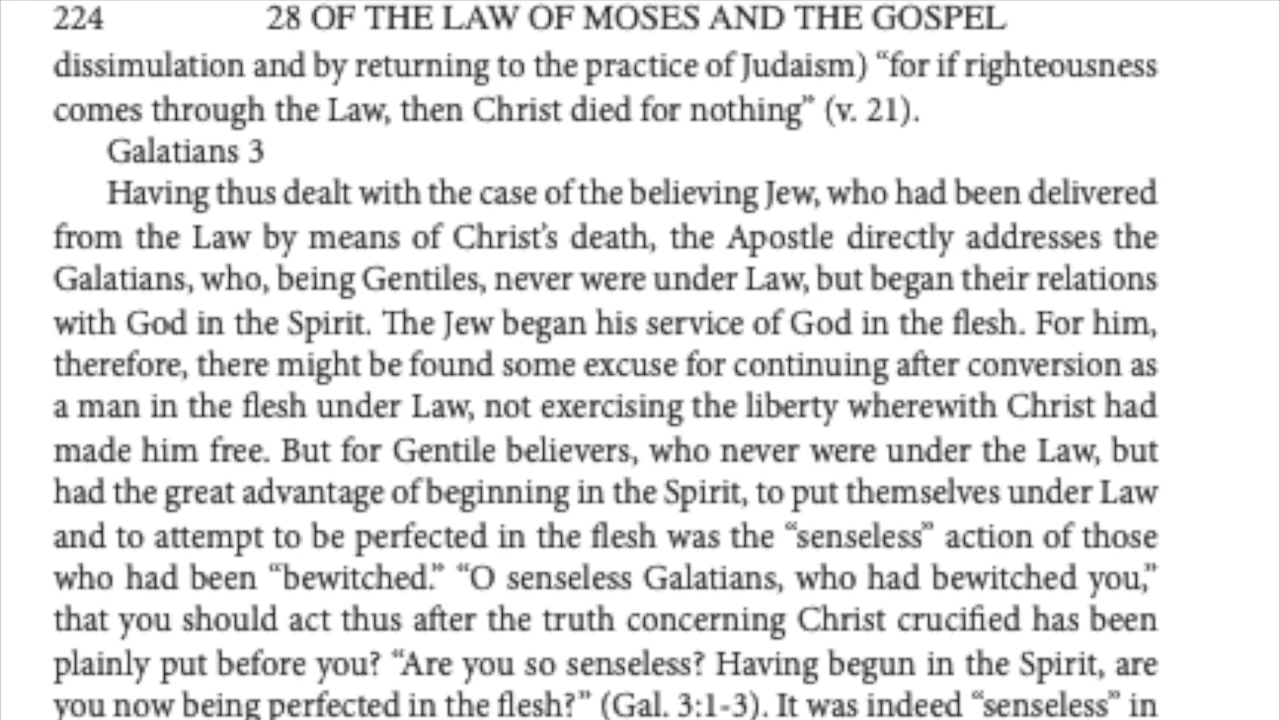 224 28 OF THE LAW OF MOSES AND THE GOSPEL
dissimulation and by returning to the practice of Judaism) “for if righteousness
comes through the Law, then Christ died for nothing” (v. 21).
Galatians 3
Having thus dealt with the case of the believing Jew, who had been delivered
from the Law by means of Christ’s death, the Apostle directly addresses the
Galatians, who, being Gentiles, never were under Law, but began their relations
with God in the Spirit. The Jew began his service of God in the flesh. For him,
therefore, there might be found some excuse for continuing after conversion as
a man in the flesh under Law, not exercising the liberty wherewith Christ had
made him free. But for Gentile believers, who never were under the Law, but
had the great advantage of beginning in the Spirit, to put themselves under Law
and to attempt to be perfected in the flesh was the “senseless” action of those
who had been “bewitched.” “O senseless Galatians, who had bewitched you,”
that you should act thus after the truth concerning Christ crucified has been
plainly put before you? “Are you so senseless? Having begun in the Spirit, are
you now being perfected in the flesh?” (Gal. 3:1-3). It was indeed “senseless” in